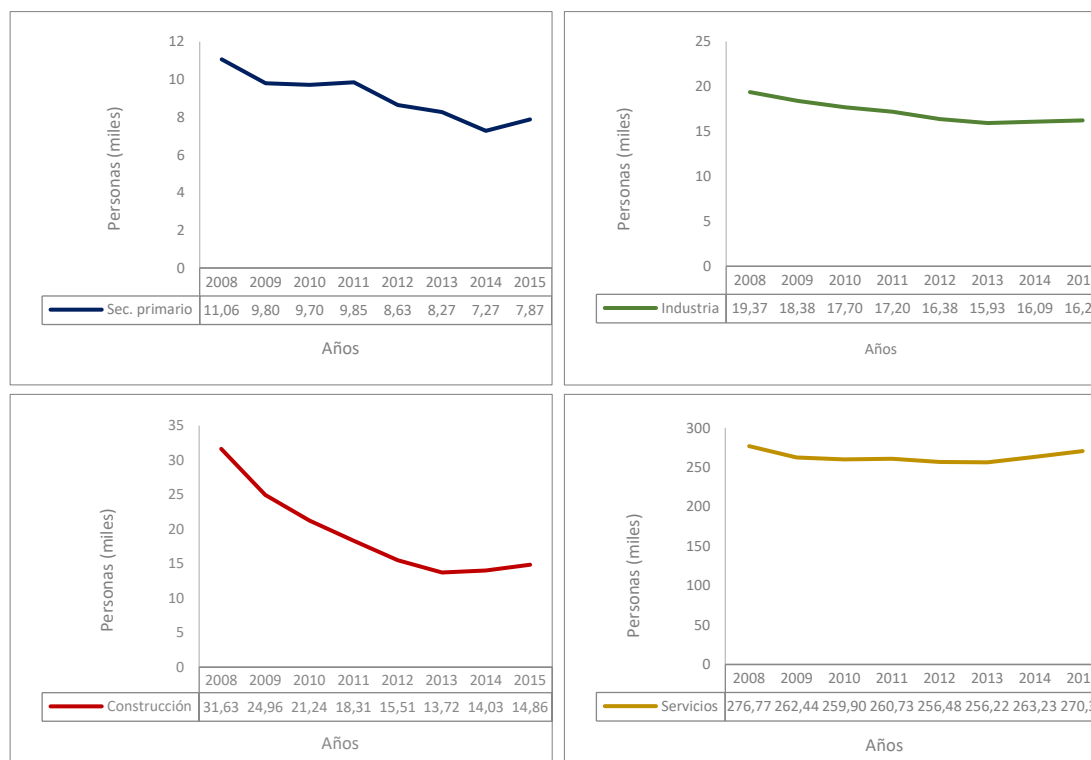 12
10
8
6
4
2
0
Personas (miles)
2008 2009 2010 2011 2012 2013 2014 2015
Sec. primario 11,06 9,80 9,70 9,85 8,63 8,27 7,27 7,87
Años
25
20
15
10
5
0
Personas (miles)
2008 2009 2010 2011 2012 2013 2014 201
Industria 19,37 18,38 17,70 17,20 16,38 15,93 16,09 16,2
Años
35
30
25
20
15
10
5
0
Personas (miles)
2008 2009 2010 2011 2012 2013 2014 2015
Construcción 31,63 24,96 21,24 18,31 15,51 13,72 14,03 14,86
Años
300
250
200
150
100
50
0
Personas (miles)
2008 2009 2010 2011 2012 2013 2014 201
Servicios 276,77 262,44 259,90 260,73 256,48 256,22 263,23 270,3
Años